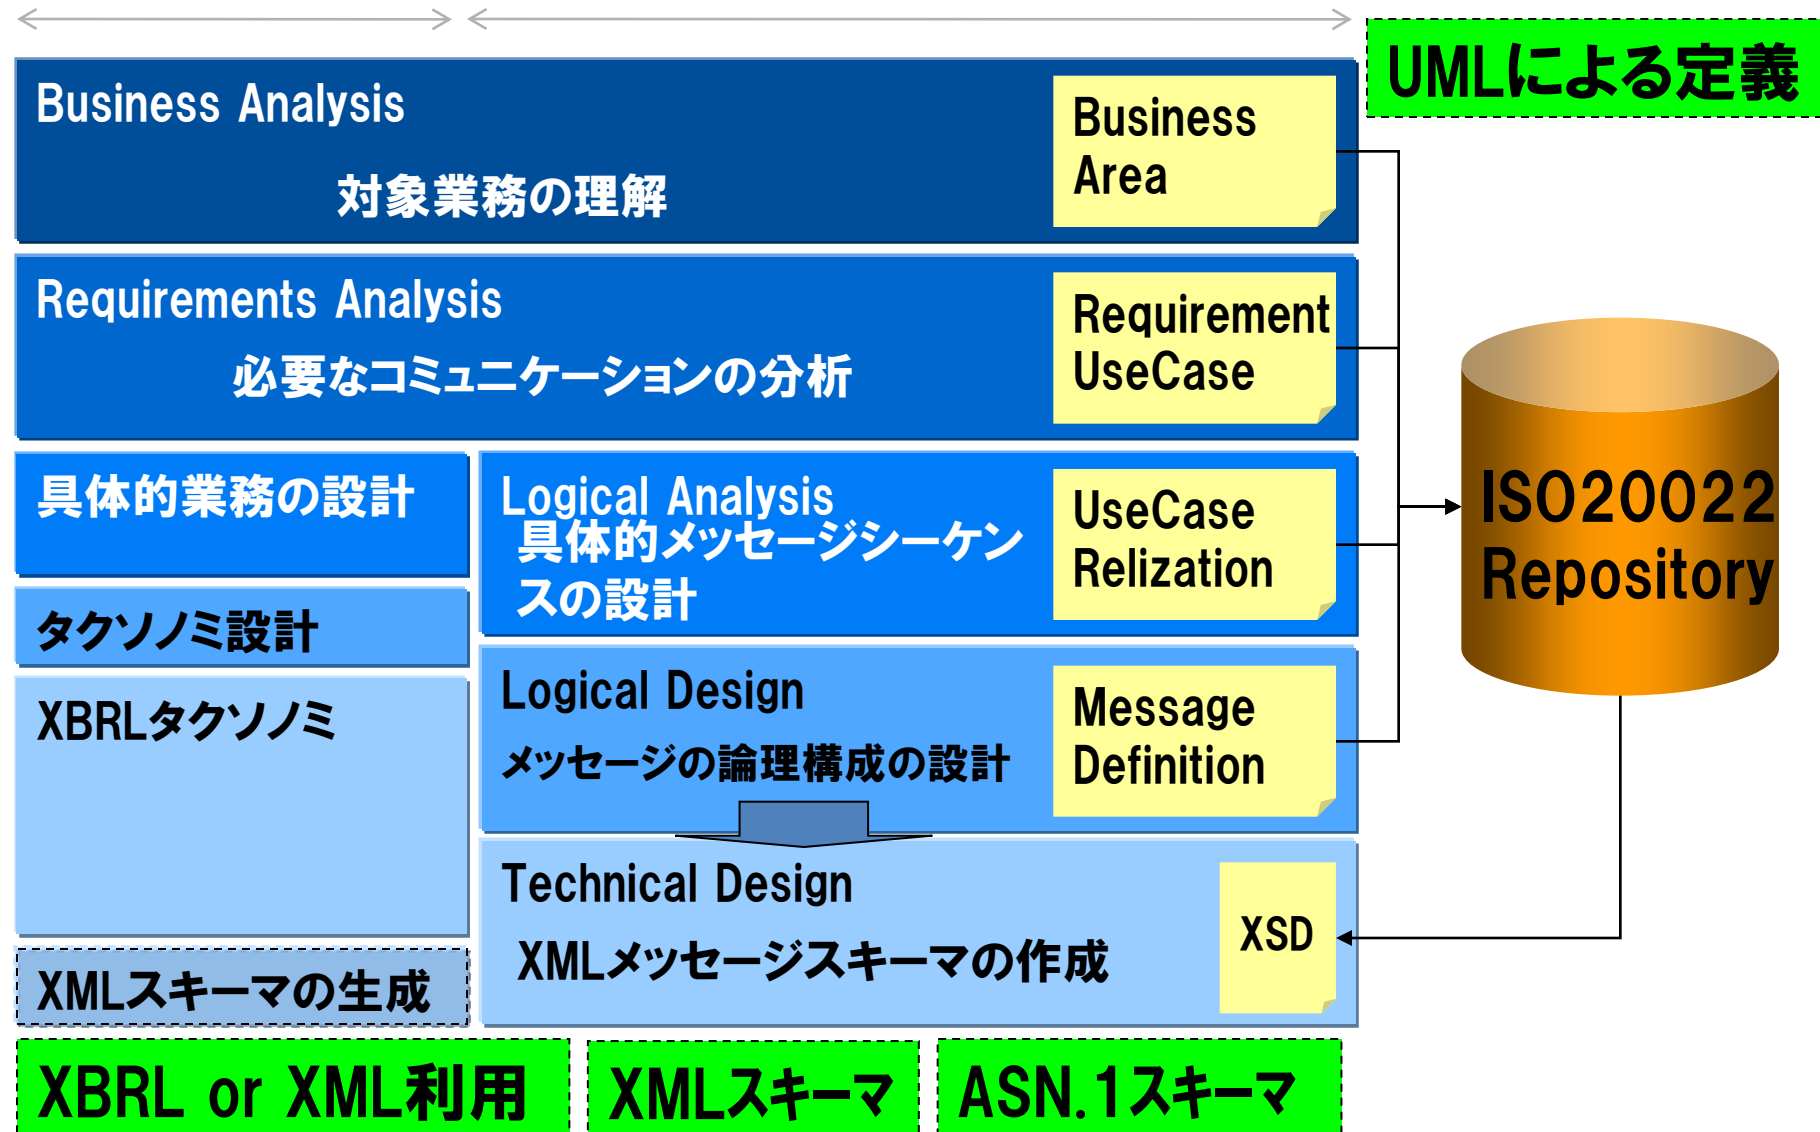 UMLによる定義
Business Analysis
対象業務の理解
Business
Area
Requirements Analysis
必要なコミュニケーションの分析
Requirement
UseCase
具体的業務の設計
Logical Analysis
具体的メッセージシーケン
スの設計
UseCase
Relization
ISO20022
Repository
タクソノミ設計
XBRLタクソノミ
Logical Design
メッセージの論理構成の設計
Message
Definition
Technical Design
XMLメッセージスキーマの作成
XSD
XMLスキーマの生成
XBRL or XML利用
XMLスキーマ
ASN.1スキーマ